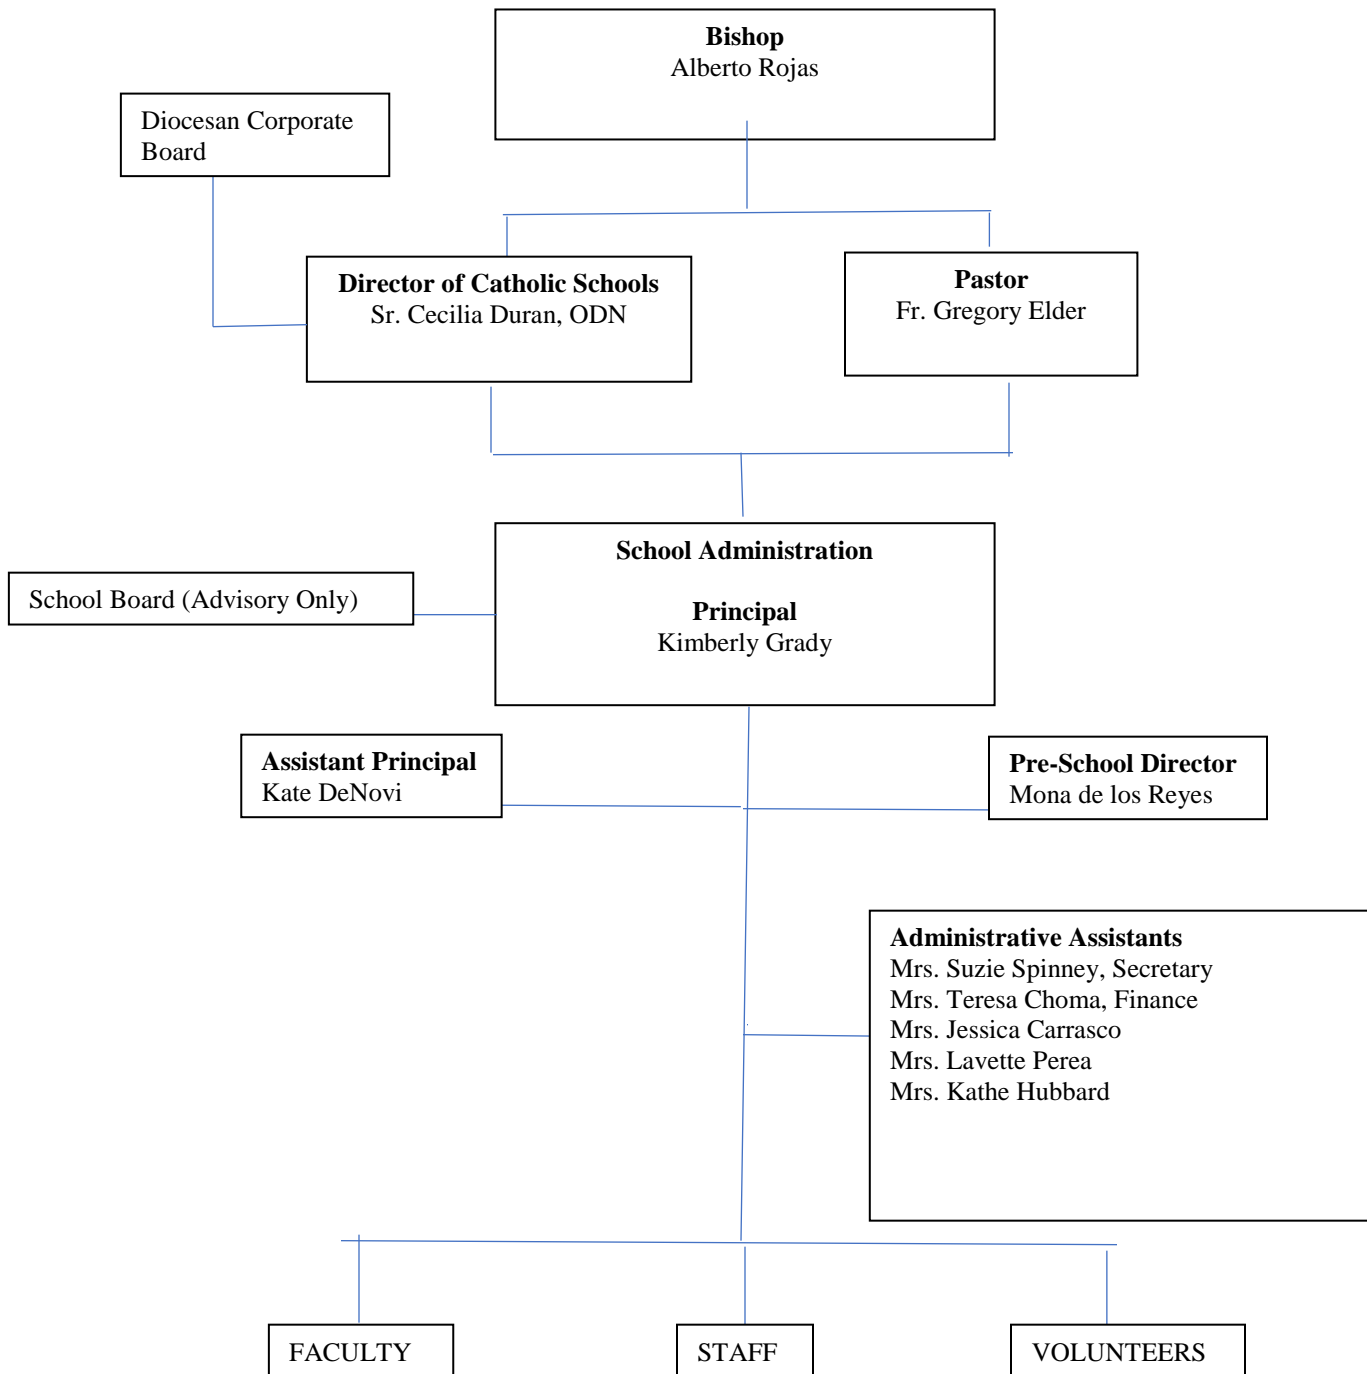 Bishop
Alberto Rojas
Diocesan Corporate
Board
Director of Catholic Schools
Sr. Cecilia Duran, ODN
Pastor
Fr. Gregory Elder
School Administration
Principal
Kimberly Grady
School Board (Advisory Only)
Assistant Principal
Kate DeNovi
Pre-School Director
Mona de los Reyes
Administrative Assistants
Mrs. Suzie Spinney, Secretary
Mrs. Teresa Choma, Finance
Mrs. Jessica Carrasco
Mrs. Lavette Perea
Mrs. Kathe Hubbard
FACULTY
STAFF
VOLUNTEERS